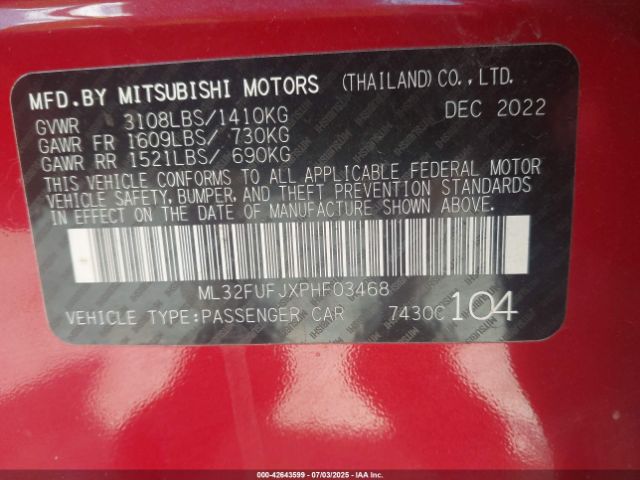 MFD.BY MITSUBISHI MOTORS (THAILAND)CO.,LTD.
GVWR 3108LBS/1410KG DEC 2022
GAWR FR 1609LBS/ 730KG
GAWR RR 1521LBS/ 690KG
THIS VEHICLE CONFORMS TO ALL APPLICABLE FEDERAL MOTOR
VEHICLE SAFETY, BUMPER, AND THEFT PREVENTION STANDARDS
IN EFFECT ON THE DATE OF MANUFACTURE SHOWN ABOVE.
ML32FUFJXPHF03468
VEHICLE TYPE:PASSENGER CAR 7430C 104
000-42643599 - 07/03/2025 - IAAI.COM